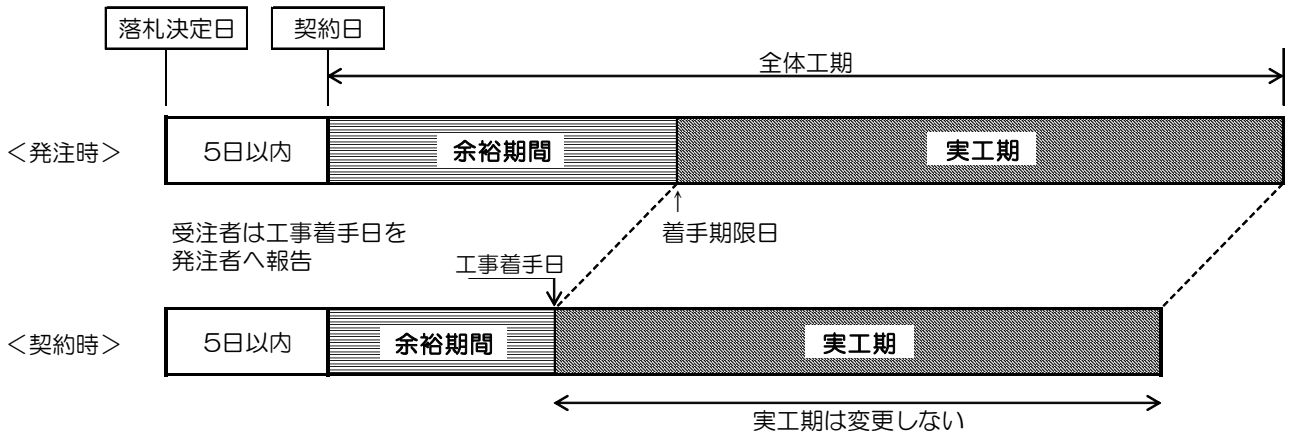 落札決定日
契約日
全体工期
＜発注時＞
5日以内
余裕期間
実工期
受注者は工事着手日を
発注者へ報告
↑
着手期限日
工事着手日
＜契約時＞
5日以内
余裕期間
実工期
実工期は変更しない